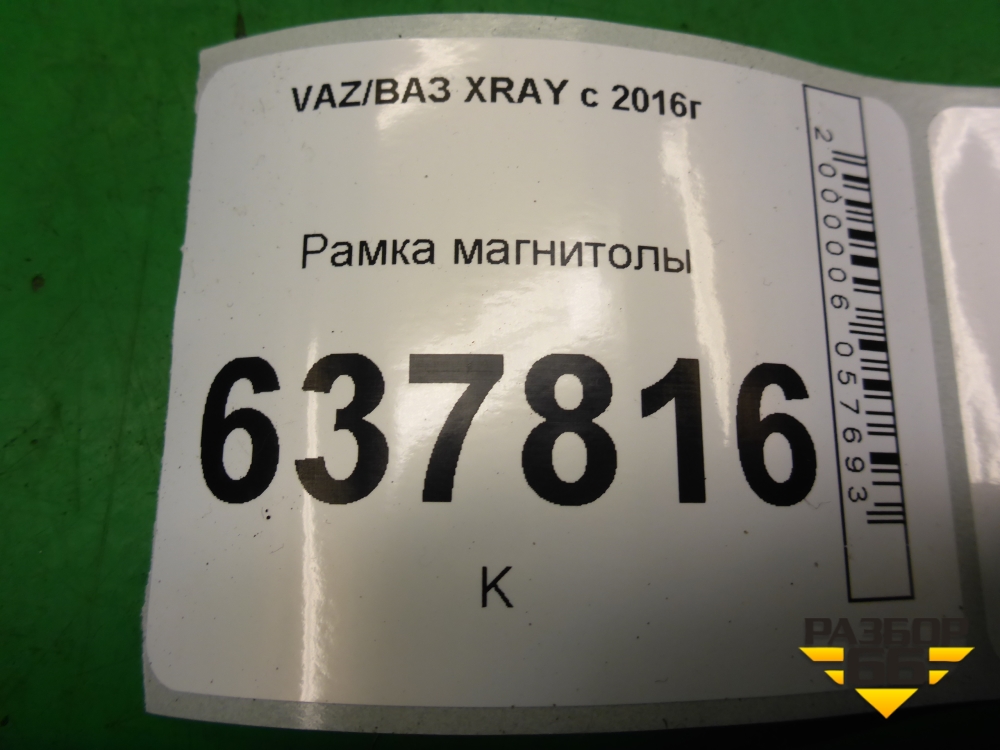 VAZ/ВАЗ XRAY с 2016г
Рамка магнитолы
637816
К
2000006057693
РАЗБОР
66